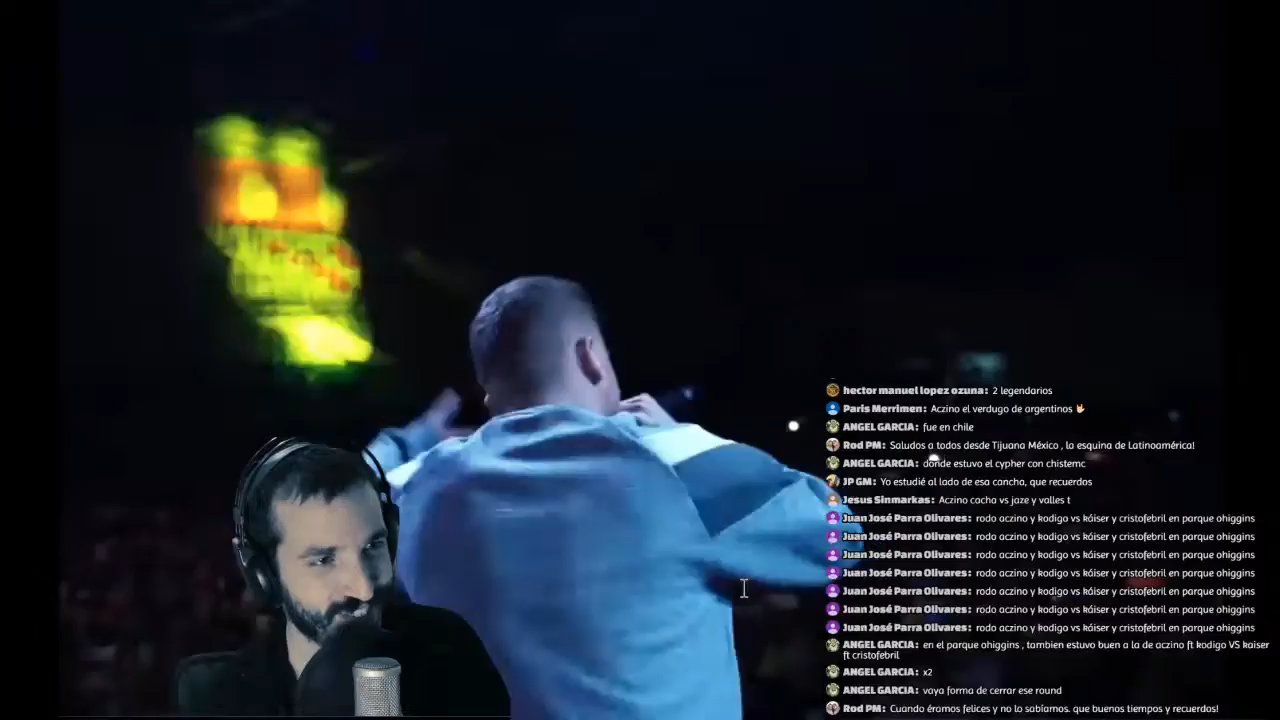 hector manuel lopez ozuna: 2 legendarios
Paris Merrimen: Aczino el verdugo de argentinos 🤘🏻
ANGEL GARCIA: fue en chile
Rod PM: Saludos a todos desde Tijuana México , la esquina de Latinoamérica!
ANGEL GARCIA: donde estuvo el cypher con chistemc
JP GM: Yo estudié al lado de esa cancha, que recuerdos
Jesus Sinmarkas: Aczino cacha vs jaze y valles t
Juan José Parra Olivares: rodo aczino y kodigo vs káiser y cristofebril en parque ohiggins
Juan José Parra Olivares: rodo aczino y kodigo vs káiser y cristofebril en parque ohiggins
Juan José Parra Olivares: rodo aczino y kodigo vs káiser y cristofebril en parque ohiggins
Juan José Parra Olivares: rodo aczino y kodigo vs káiser y cristofebril en parque ohiggins
Juan José Parra Olivares: rodo aczino y kodigo vs káiser y cristofebril en parque ohiggins
Juan José Parra Olivares: rodo aczino y kodigo vs káiser y cristofebril en parque ohiggins
Juan José Parra Olivares: rodo aczino y kodigo vs káiser y cristofebril en parque ohiggins
ANGEL GARCIA: en el parque ohiggins , tambien estuvo buen a la de aczino ft kodigo VS kaiser
ft cristofebril
ANGEL GARCIA: x2
ANGEL GARCIA: vaya forma de cerrar ese round
Rod PM: Cuando éramos felices y no lo sabíamos. que buenos tiempos y recuerdos!